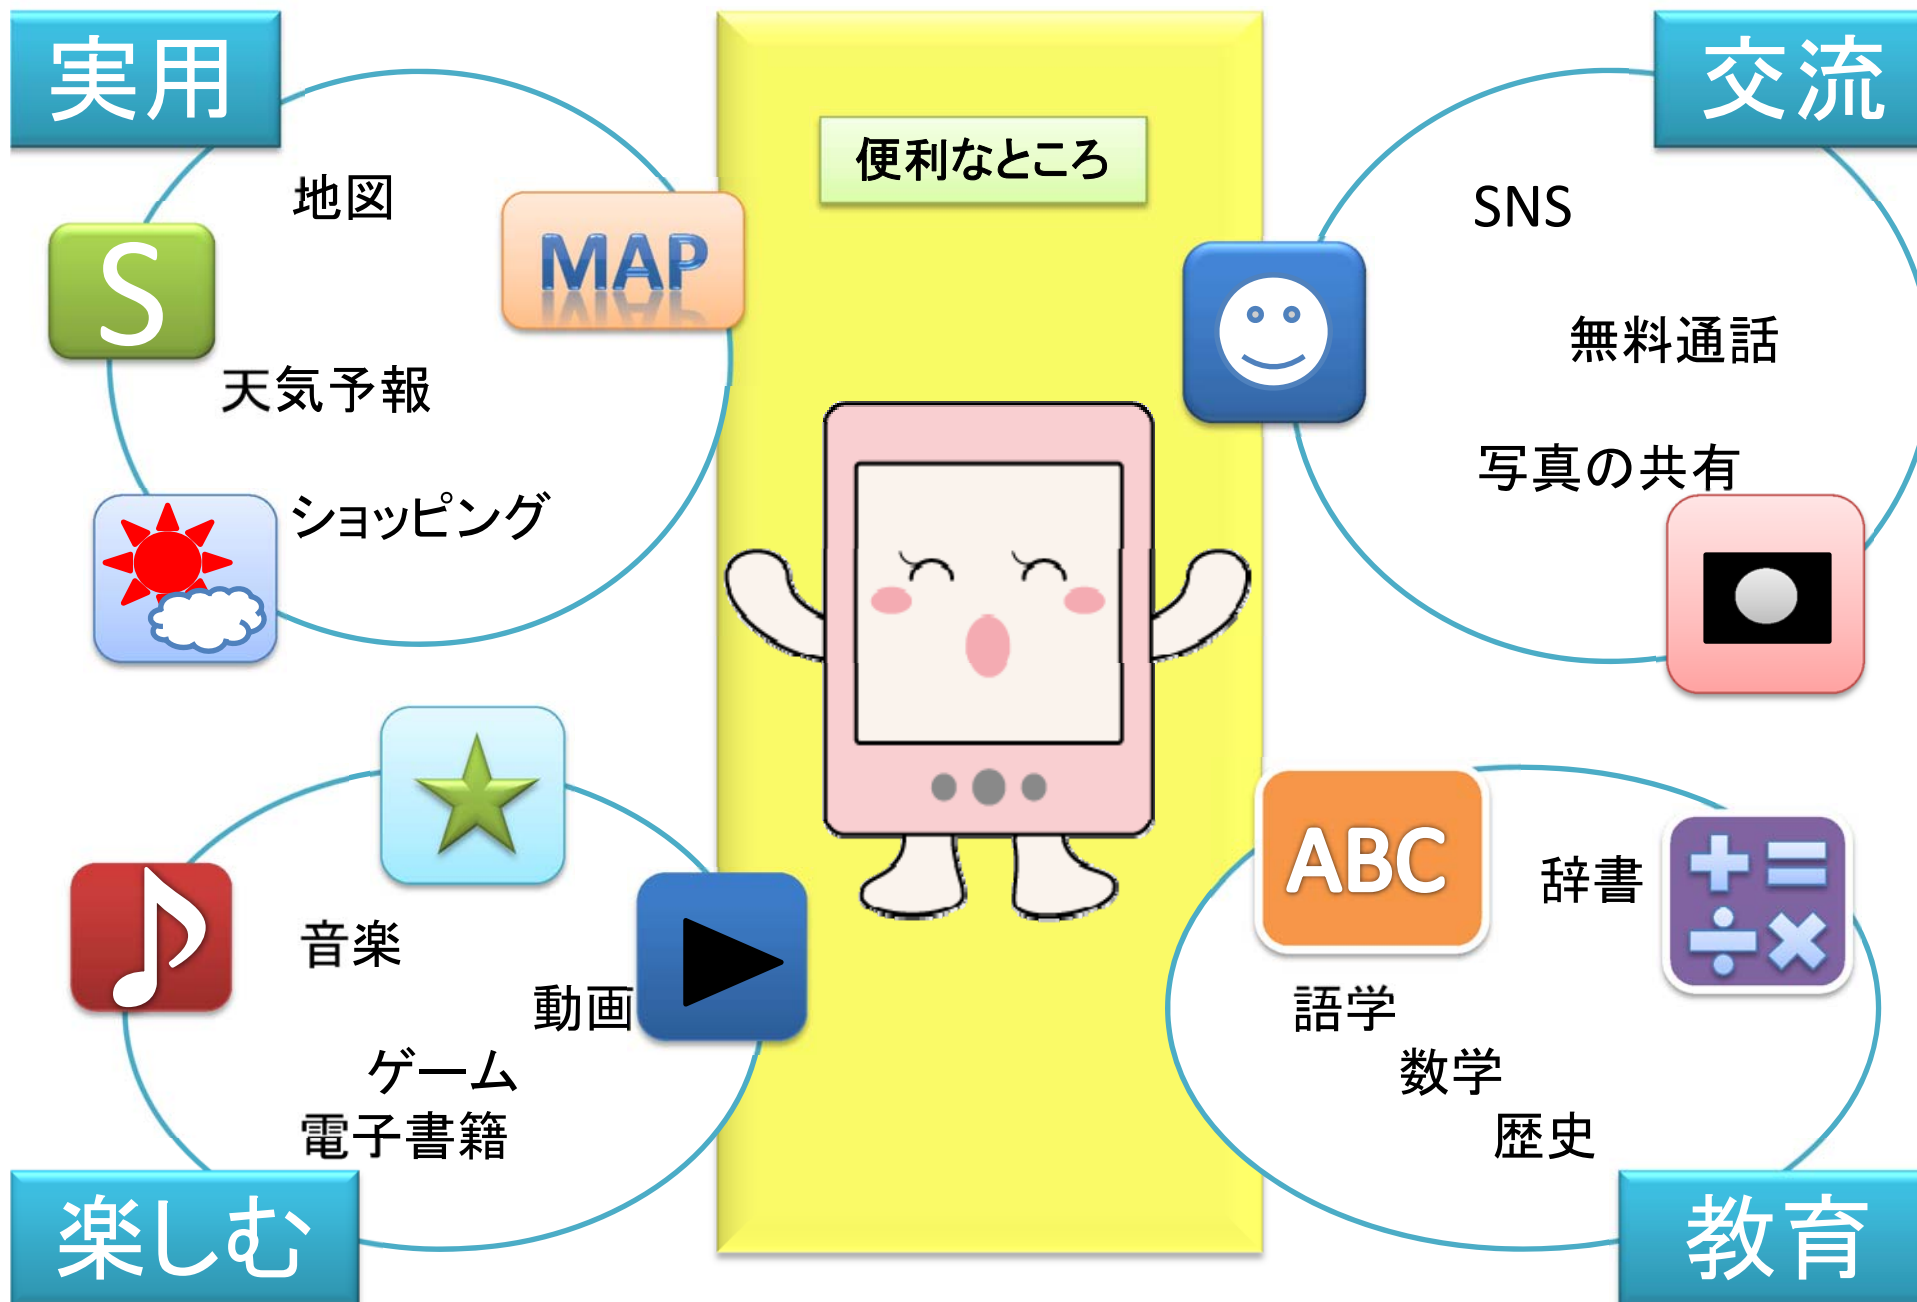 実用
地図
MAP
S
天気予報
ショッピング
便利なところ
交流
SNS
無料通話
写真の共有
音楽
動画
ゲーム
電子書籍
楽しむ
ABC
辞書
+=
÷×
語学
数学
歴史
教育